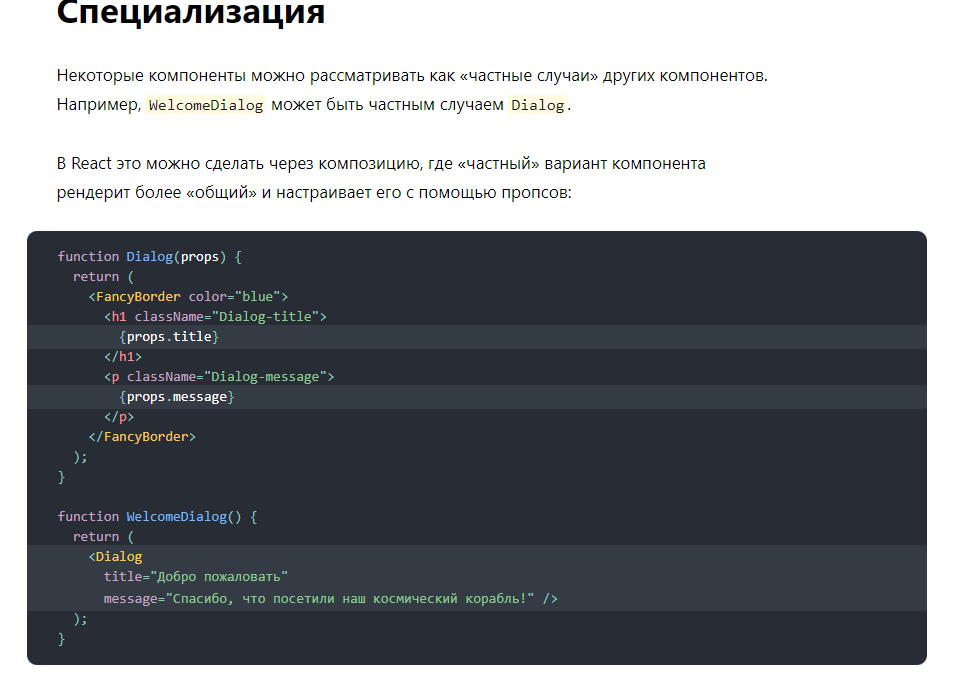 Специализация
Некоторые компоненты можно рассматривать как «частные случаи» других компонентов.
Например, WelcomeDialog может быть частным случаем Dialog.
В React это можно сделать через композицию, где «частный» вариант компонента
рендерит более «общий» и настраивает его с помощью пропсов:
function Dialog(props) {
  return (
    <FancyBorder color="blue">
      <h1 className="Dialog-title">
        {props.title}
      </h1>
      <p className="Dialog-message">
        {props.message}
      </p>
    </FancyBorder>
  );
}
function WelcomeDialog() {
  return (
    <Dialog
      title="Добро пожаловать"
      message="Спасибо, что посетили наш космический корабль!" />
  );
}